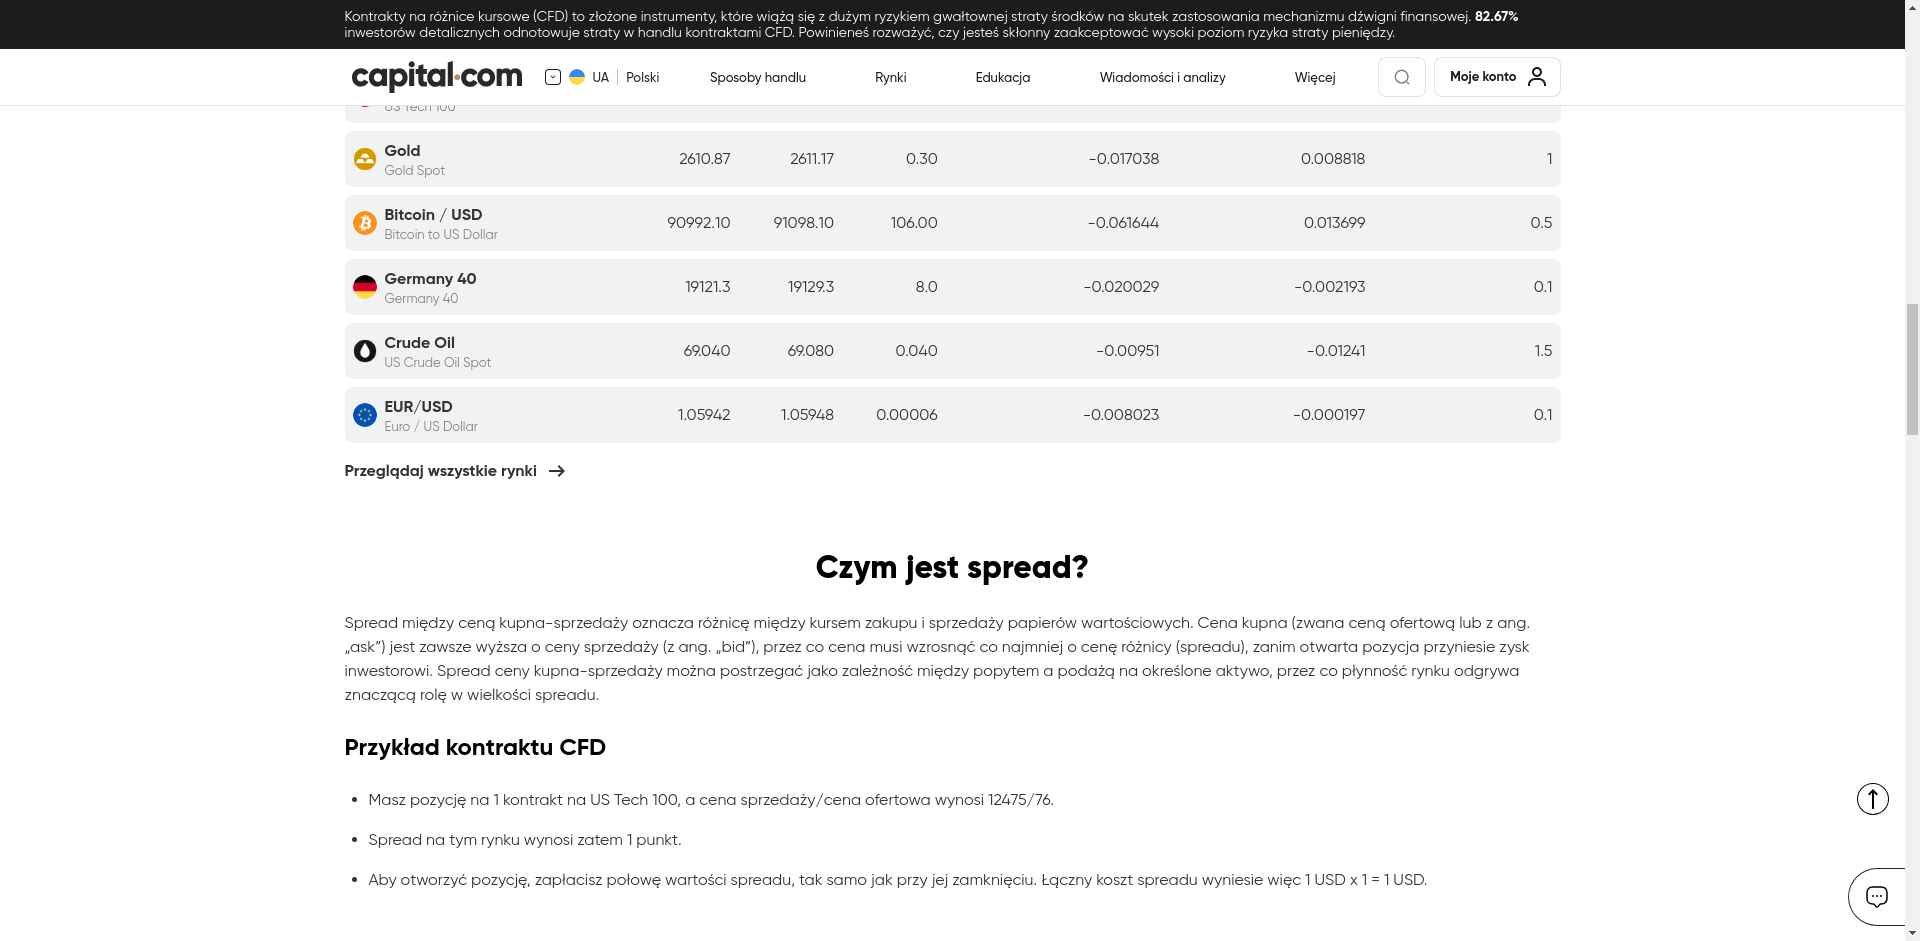 Kontrakty na różnice kursowe (CFD) to złożone instrumenty, które wiążą się z dużym ryzykiem gwałtownej straty środków na skutek zastosowania mechanizmu dźwigni finansowej. 82.67%
inwestorów detalicznych odnotowuje straty w handlu kontraktami CFD. Powinieneś rozważyć, czy jesteś skłonny zaakceptować wysoki poziom ryzyka straty pieniędzy.
capital.com UA Polski Sposoby handlu Rynki Edukacja Wiadomości i analizy Więcej Moje konto
US Tech 100
Gold 2610.87 2611.17 0.30 -0.017038 0.008818 1
Gold Spot
Bitcoin / USD 90992.10 91098.10 106.00 -0.061644 0.013699 0.5
Bitcoin to US Dollar
Germany 40 19121.3 19129.3 8.0 -0.020029 -0.002193 0.1
Germany 40
Crude Oil 69.040 69.080 0.040 -0.00951 -0.01241 1.5
US Crude Oil Spot
EUR/USD 1.05942 1.05948 0.00006 -0.008023 -0.000197 0.1
Euro / US Dollar
Przeglądaj wszystkie rynki
Czym jest spread?
Spread między ceną kupna-sprzedaży oznacza różnicę między kursem zakupu i sprzedaży papierów wartościowych. Cena kupna (zwana ceną ofertową lub z ang.
„ask”) jest zawsze wyższa o ceny sprzedaży (z ang. „bid”), przez co cena musi wzrosnąć co najmniej o cenę różnicy (spreadu), zanim otwarta pozycja przyniesie zysk
inwestorowi. Spread ceny kupna-sprzedaży można postrzegać jako zależność między popytem a podażą na określone aktywo, przez co płynność rynku odgrywa
znaczącą rolę w wielkości spreadu.
Przykład kontraktu CFD
• Masz pozycję na 1 kontrakt na US Tech 100, a cena sprzedaży/cena ofertowa wynosi 12475/76.
• Spread na tym rynku wynosi zatem 1 punkt.
• Aby otworzyć pozycję, zapłacisz połowę wartości spreadu, tak samo jak przy jej zamknięciu. Łączny koszt spreadu wyniesie więc 1 USD x 1 = 1 USD.